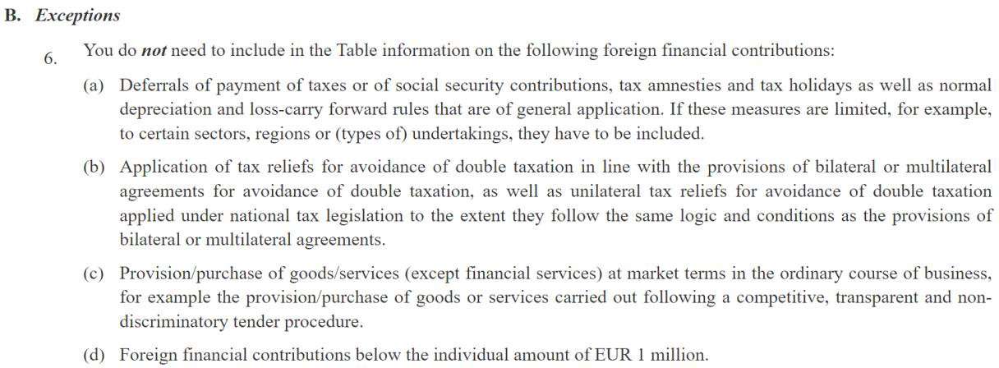 B. Exceptions
6. You do not need to include in the Table information on the following foreign financial contributions:
(a) Deferrals of payment of taxes or of social security contributions, tax amnesties and tax holidays as well as normal
depreciation and loss-carry forward rules that are of general application. If these measures are limited, for example,
to certain sectors, regions or (types of) undertakings, they have to be included.
(b) Application of tax reliefs for avoidance of double taxation in line with the provisions of bilateral or multilateral
agreements for avoidance of double taxation, as well as unilateral tax reliefs for avoidance of double taxation
applied under national tax legislation to the extent they follow the same logic and conditions as the provisions of
bilateral or multilateral agreements.
(c) Provision/purchase of goods/services (except financial services) at market terms in the ordinary course of business,
for example the provision/purchase of goods or services carried out following a competitive, transparent and non-
discriminatory tender procedure.
(d) Foreign financial contributions below the individual amount of EUR 1 million.